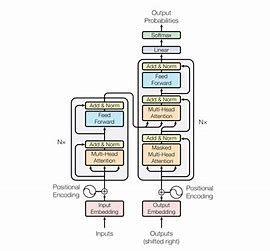 Output
Probabilities
Softmax
Linear
Add & Norm
Feed
Forward
Add & Norm
Multi-Head
Attention
Nx
Add & Norm
Masked
Multi-Head
Attention
Positional
Encoding
Output
Embedding
Outputs
(shifted right)
Add & Norm
Feed
Forward
Nx
Add & Norm
Multi-Head
Attention
Positional
Encoding
Input
Embedding
Inputs